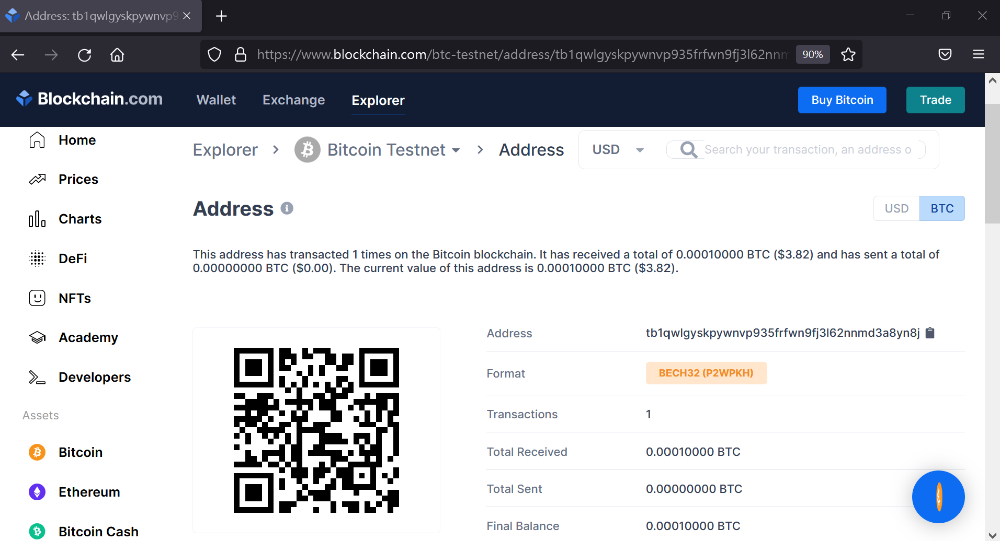 Address: tb1qwlgyskpywnvp9
https://www.blockchain.com/btc-testnet/address/tb1qwlgyskpywnvp935frfwn9fj3l62nnm
90%
Blockchain.com
Wallet
Exchange
Explorer
Buy Bitcoin
Trade
Home
Prices
Charts
DeFi
NFTs
Academy
Developers
Assets
Bitcoin
Ethereum
Bitcoin Cash
Explorer > Bitcoin Testnet > Address
USD
Search your transaction, an address o
Address
USD
BTC
This address has transacted 1 times on the Bitcoin blockchain. It has received a total of 0.00010000 BTC ($3.82) and has sent a total of
0.00000000 BTC ($0.00). The current value of this address is 0.00010000 BTC ($3.82).
Address tb1qwlgyskpywnvp935frfwn9fj3l62nnmd3a8yn8j
Format BECH32 (P2WPKH)
Transactions 1
Total Received 0.00010000 BTC
Total Sent 0.00000000 BTC
Final Balance 0.00010000 BTC